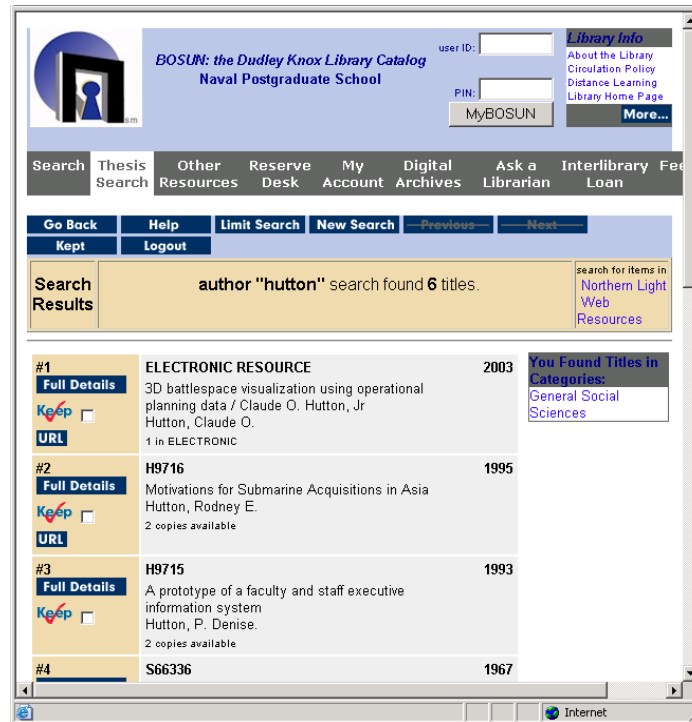 sm
BOSUN: the Dudley Knox Library Catalog
Naval Postgraduate School
user ID:
PIN:
MyBOSUN
Library Info
About the Library
Circulation Policy
Distance Learning
Library Home Page
More...
Search
Thesis
Search
Other
Resources
Reserve
Desk
My
Account
Digital
Archives
Ask a
Librarian
Interlibrary
Loan
Fee
Go Back
Help
Limit Search
New Search
Previous
Next
Kept
Logout
Search
Results
author "hutton" search found 6 titles.
search for items in
Northern Light
Web
Resources
#1
Full Details
Keep
URL
ELECTRONIC RESOURCE 2003
3D battlespace visualization using operational
planning data / Claude O. Hutton, Jr
Hutton, Claude O.
1 in ELECTRONIC
You Found Titles in
Categories:
General Social
Sciences
#2
Full Details
Keep
URL
H9716 1995
Motivations for Submarine Acquisitions in Asia
Hutton, Rodney E.
2 copies available
#3
Full Details
Keep
H9715 1993
A prototype of a faculty and staff executive
information system
Hutton, P. Denise.
2 copies available
#4
S66336 1967
Internet